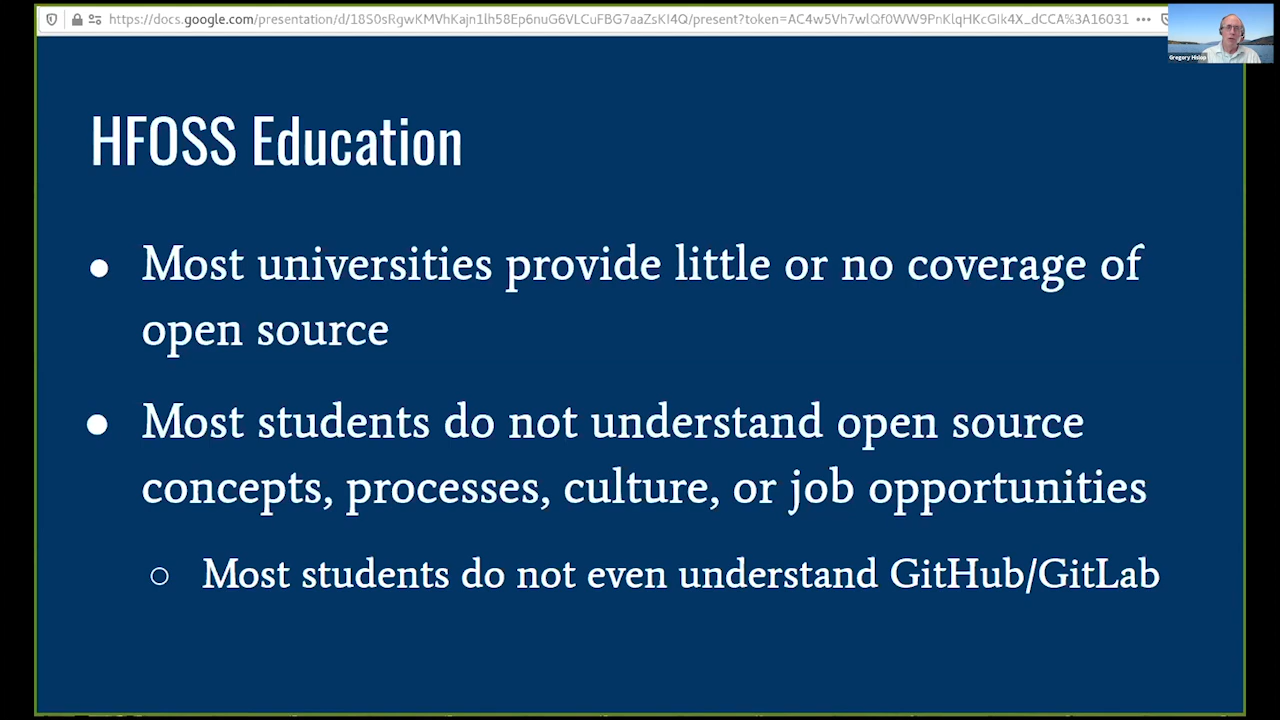 https://docs.google.com/presentation/d/18S0sRgwKMVhKajn1lh58Ep6nuG6VLCuFBG7aaZsKI4Q/present?token=AC4w5Vh7wIQf0WW9PnKlqHKcGIk4X_dCCA%3A16031 •••
Gregory Hislop
HFOSS Education
● Most universities provide little or no coverage of
open source
● Most students do not understand open source
concepts, processes, culture, or job opportunities
○ Most students do not even understand GitHub/GitLab